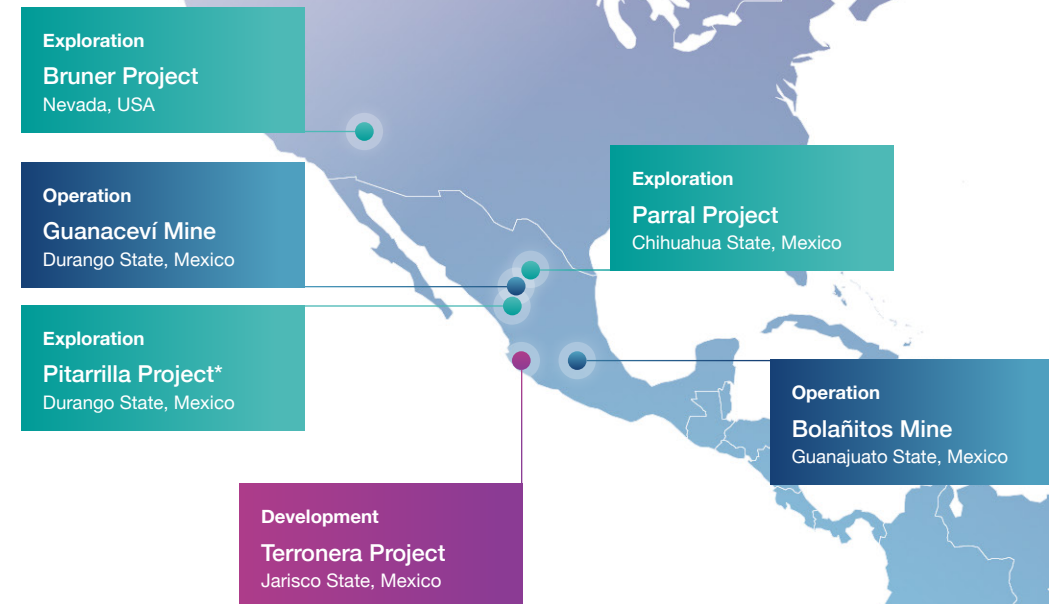 Exploration
Bruner Project
Nevada, USA
Operation
Guanaceví Mine
Durango State, Mexico
Exploration
Pitarrilla Project*
Durango State, Mexico
Exploration
Parral Project
Chihuahua State, Mexico
Operation
Bolañitos Mine
Guanajuato State, Mexico
Development
Terronera Project
Jarisco State, Mexico